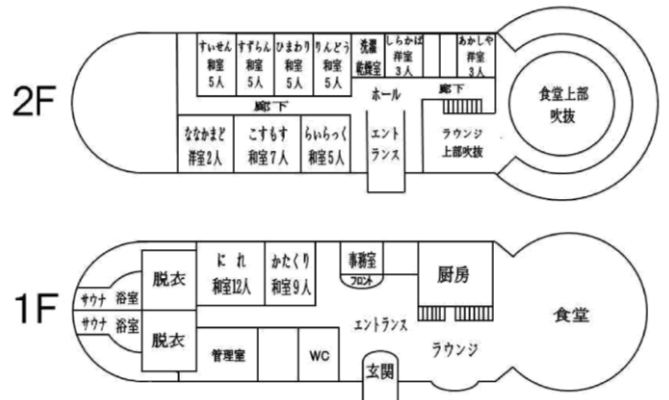 2F
すいせん
和室
5人
すずらん
和室
5人
ひまわり
和室
5人
りんどう
和室
5人
洗濯
乾燥室
しらかば
洋室
3人
あかしや
洋室
3人
廊下
ホール
廊下
ななかまど
洋室2人
こすもす
和室7人
らいらっく
和室5人
エント
ランス
ラウンジ
上部吹抜
食堂上部
吹抜
1F
サウナ 浴室
サウナ 浴室
脱衣
脱衣
にれ
和室12人
かたくり
和室9人
事務室
フロント
厨房
エントランス
ラウンジ
食堂
管理室
WC
玄関